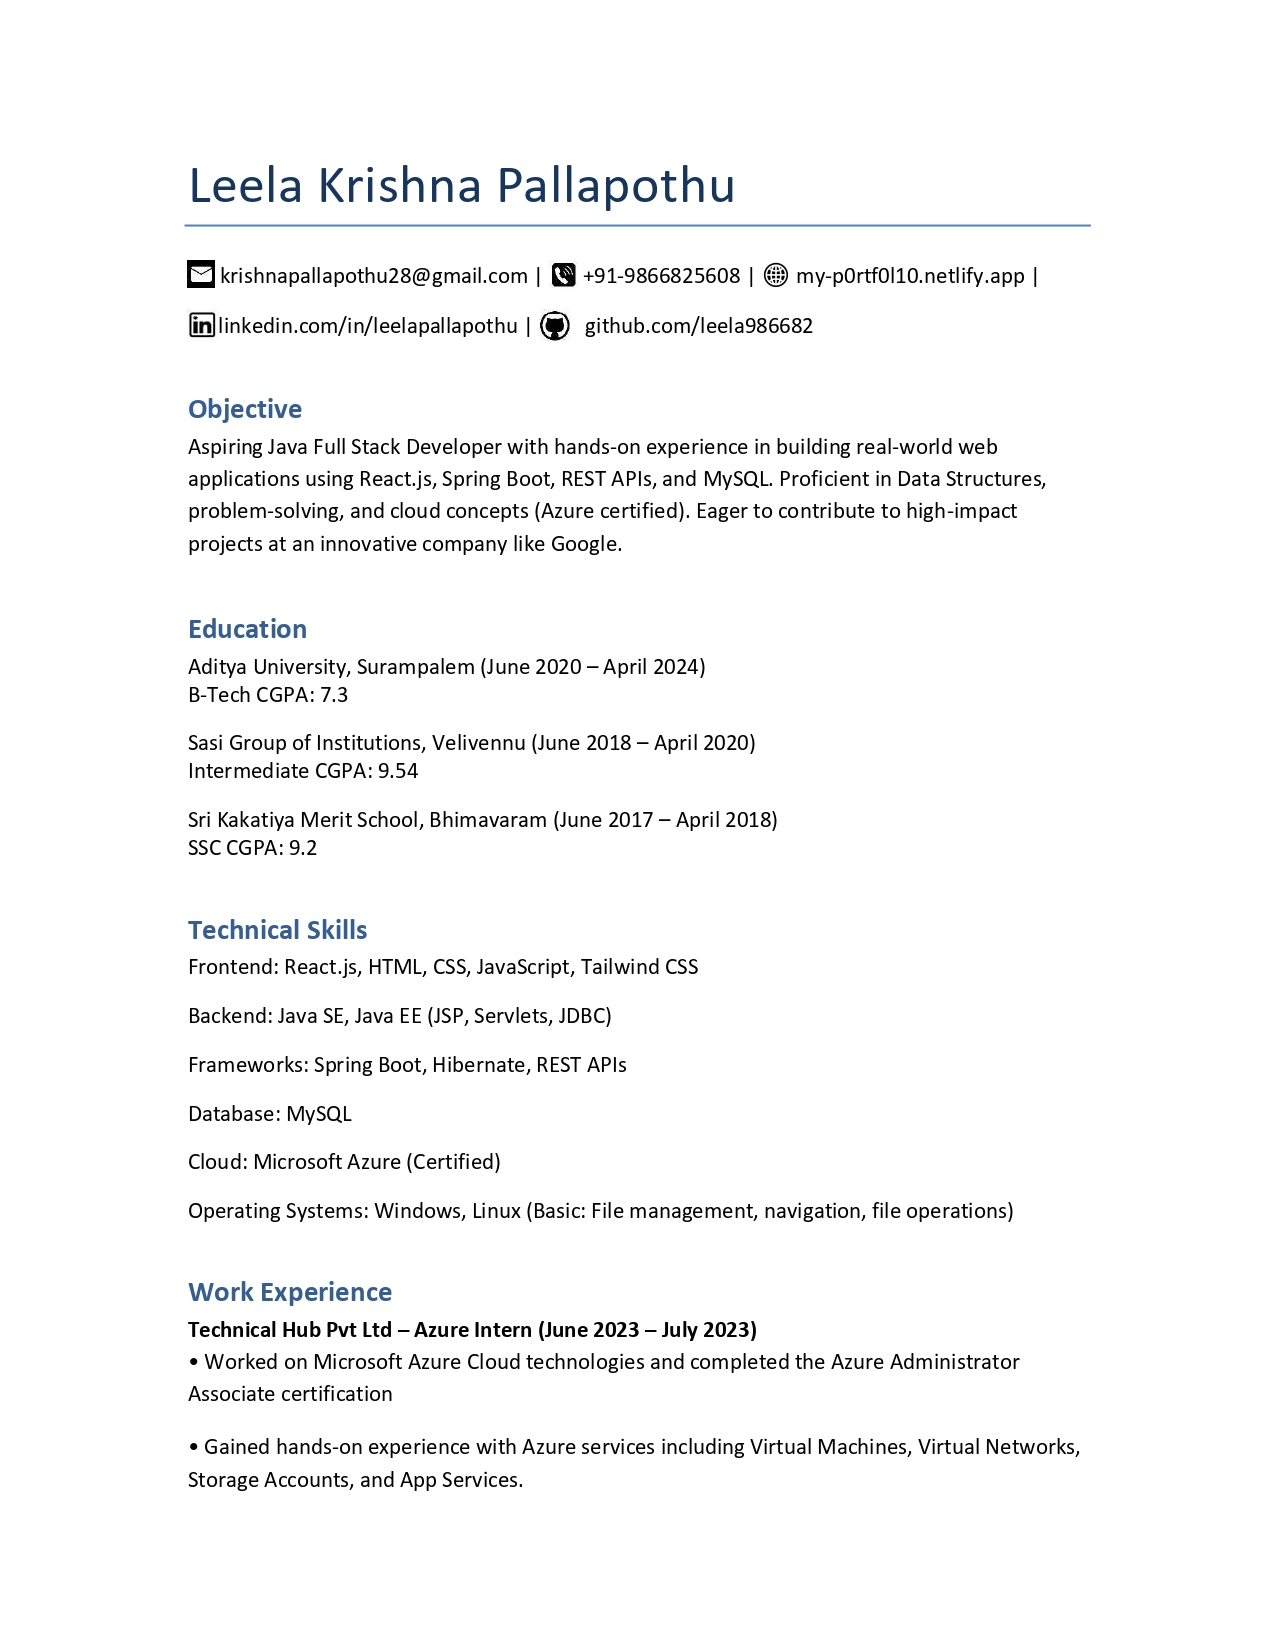 Leela Krishna Pallapothu
krishnapallapothu28@gmail.com | +91-9866825608 | my-p0rtf0l10.netlify.app |
linkedin.com/in/leelapallapothu | github.com/leela986682
Objective
Aspiring Java Full Stack Developer with hands-on experience in building real-world web
applications using React.js, Spring Boot, REST APIs, and MySQL. Proficient in Data Structures,
problem-solving, and cloud concepts (Azure certified). Eager to contribute to high-impact
projects at an innovative company like Google.
Education
Aditya University, Surampalem (June 2020 – April 2024)
B-Tech CGPA: 7.3
Sasi Group of Institutions, Velivennu (June 2018 – April 2020)
Intermediate CGPA: 9.54
Sri Kakatiya Merit School, Bhimavaram (June 2017 – April 2018)
SSC CGPA: 9.2
Technical Skills
Frontend: React.js, HTML, CSS, JavaScript, Tailwind CSS
Backend: Java SE, Java EE (JSP, Servlets, JDBC)
Frameworks: Spring Boot, Hibernate, REST APIs
Database: MySQL
Cloud: Microsoft Azure (Certified)
Operating Systems: Windows, Linux (Basic: File management, navigation, file operations)
Work Experience
Technical Hub Pvt Ltd – Azure Intern (June 2023 – July 2023)
• Worked on Microsoft Azure Cloud technologies and completed the Azure Administrator
Associate certification
• Gained hands-on experience with Azure services including Virtual Machines, Virtual Networks,
Storage Accounts, and App Services.